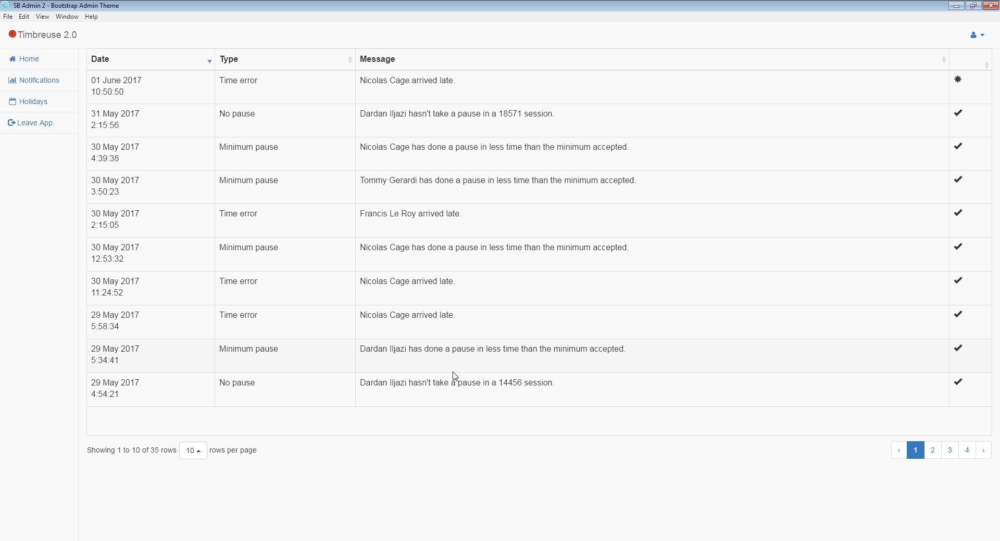 SB Admin 2 - Bootstrap Admin Theme
File Edit View Window Help
Timbreuse 2.0
Home
Notifications
Holidays
Leave App.
Date Type Message
01 June 2017 Time error Nicolas Cage arrived late.
10:50:50
31 May 2017 No pause Dardan Iljazi hasn't take a pause in a 18571 session.
2:15:56
30 May 2017 Minimum pause Nicolas Cage has done a pause in less time than the minimum accepted.
4:39:38
30 May 2017 Minimum pause Tommy Gerardi has done a pause in less time than the minimum accepted.
3:50:23
30 May 2017 Time error Francis Le Roy arrived late.
2:15:05
30 May 2017 Minimum pause Nicolas Cage has done a pause in less time than the minimum accepted.
12:53:32
30 May 2017 Time error Nicolas Cage arrived late.
11:24:52
29 May 2017 Time error Nicolas Cage arrived late.
5:58:34
29 May 2017 Minimum pause Dardan Iljazi has done a pause in less time than the minimum accepted.
5:34:41
29 May 2017 No pause Dardan Iljazi hasn't take a pause in a 14456 session.
4:54:21
Showing 1 to 10 of 35 rows 10 rows per page
‹ 1 2 3 4 ›